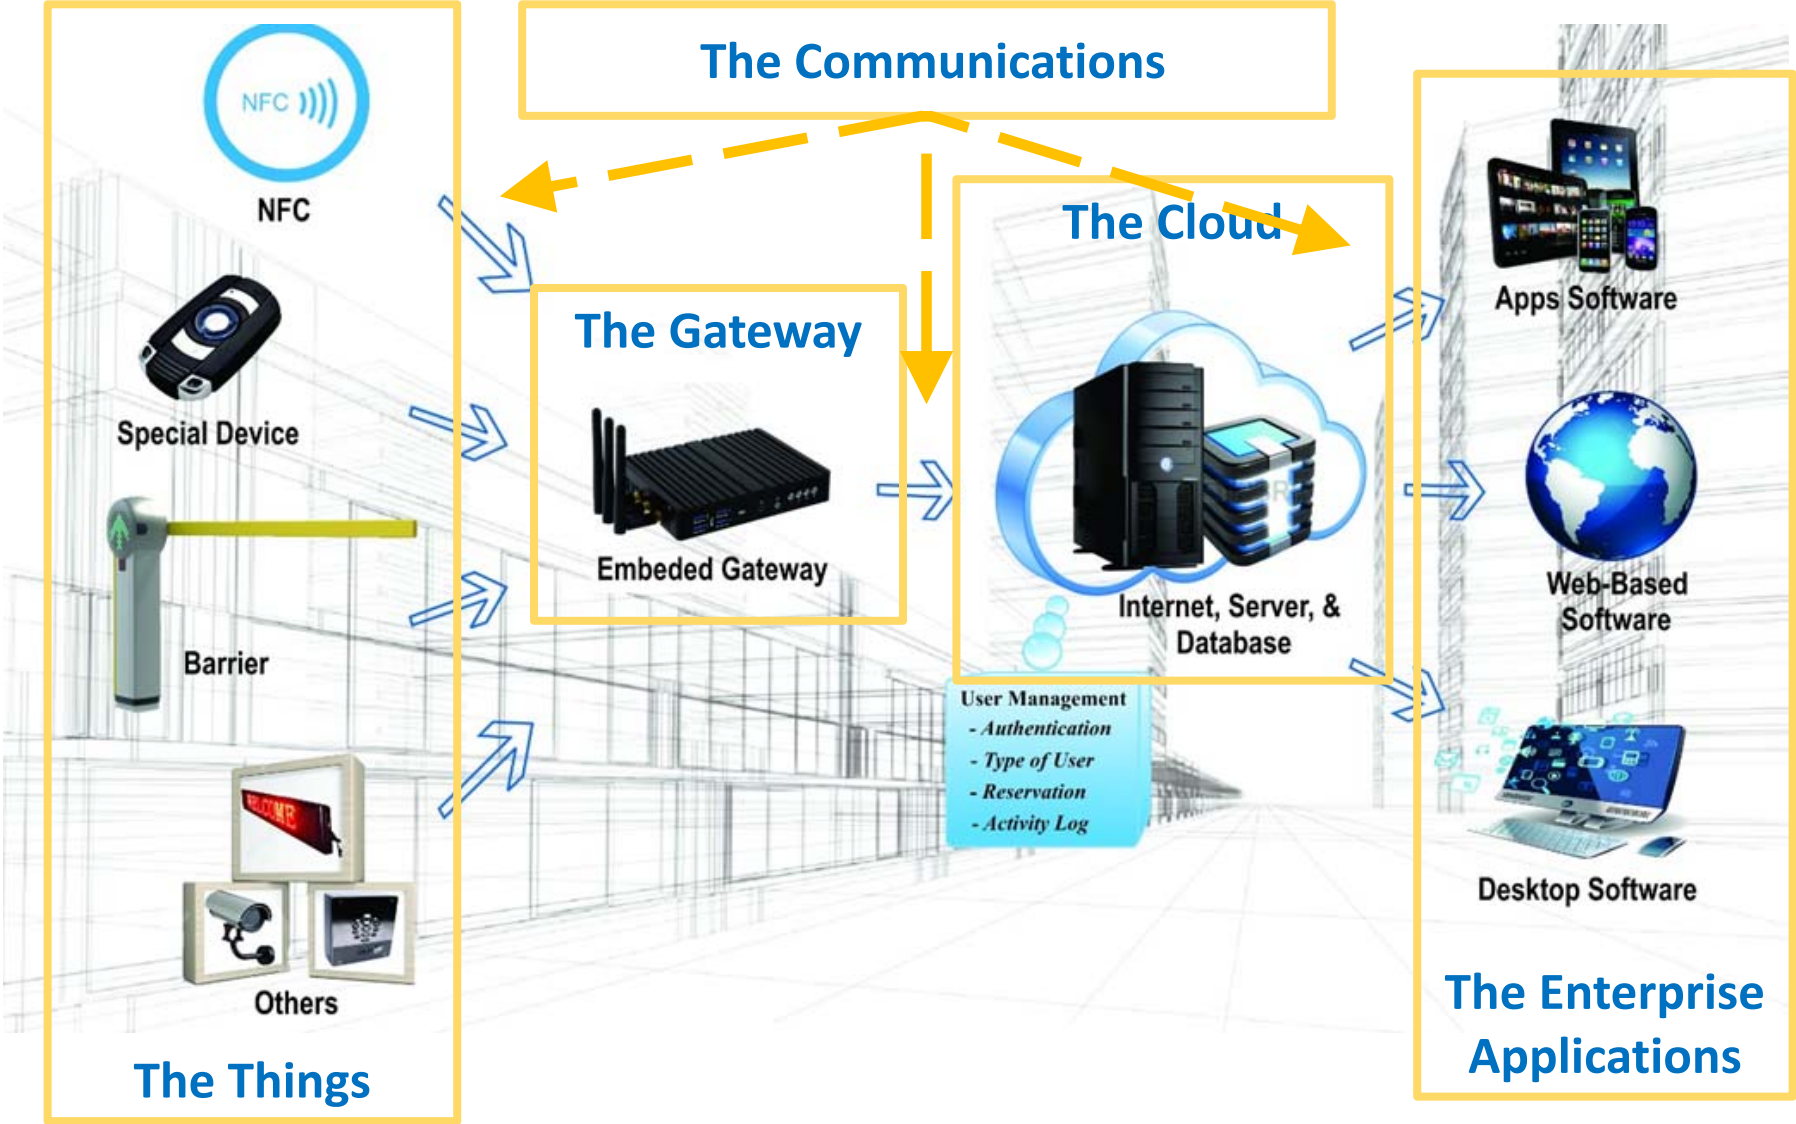 The Communications
NFC
NFC
Special Device
Barrier
WELCOME
Others
The Things
The Gateway
Embeded Gateway
The Cloud
Internet, Server, &
Database
User Management
- Authentication
- Type of User
- Reservation
- Activity Log
Apps Software
Web-Based
Software
Desktop Software
The Enterprise
Applications